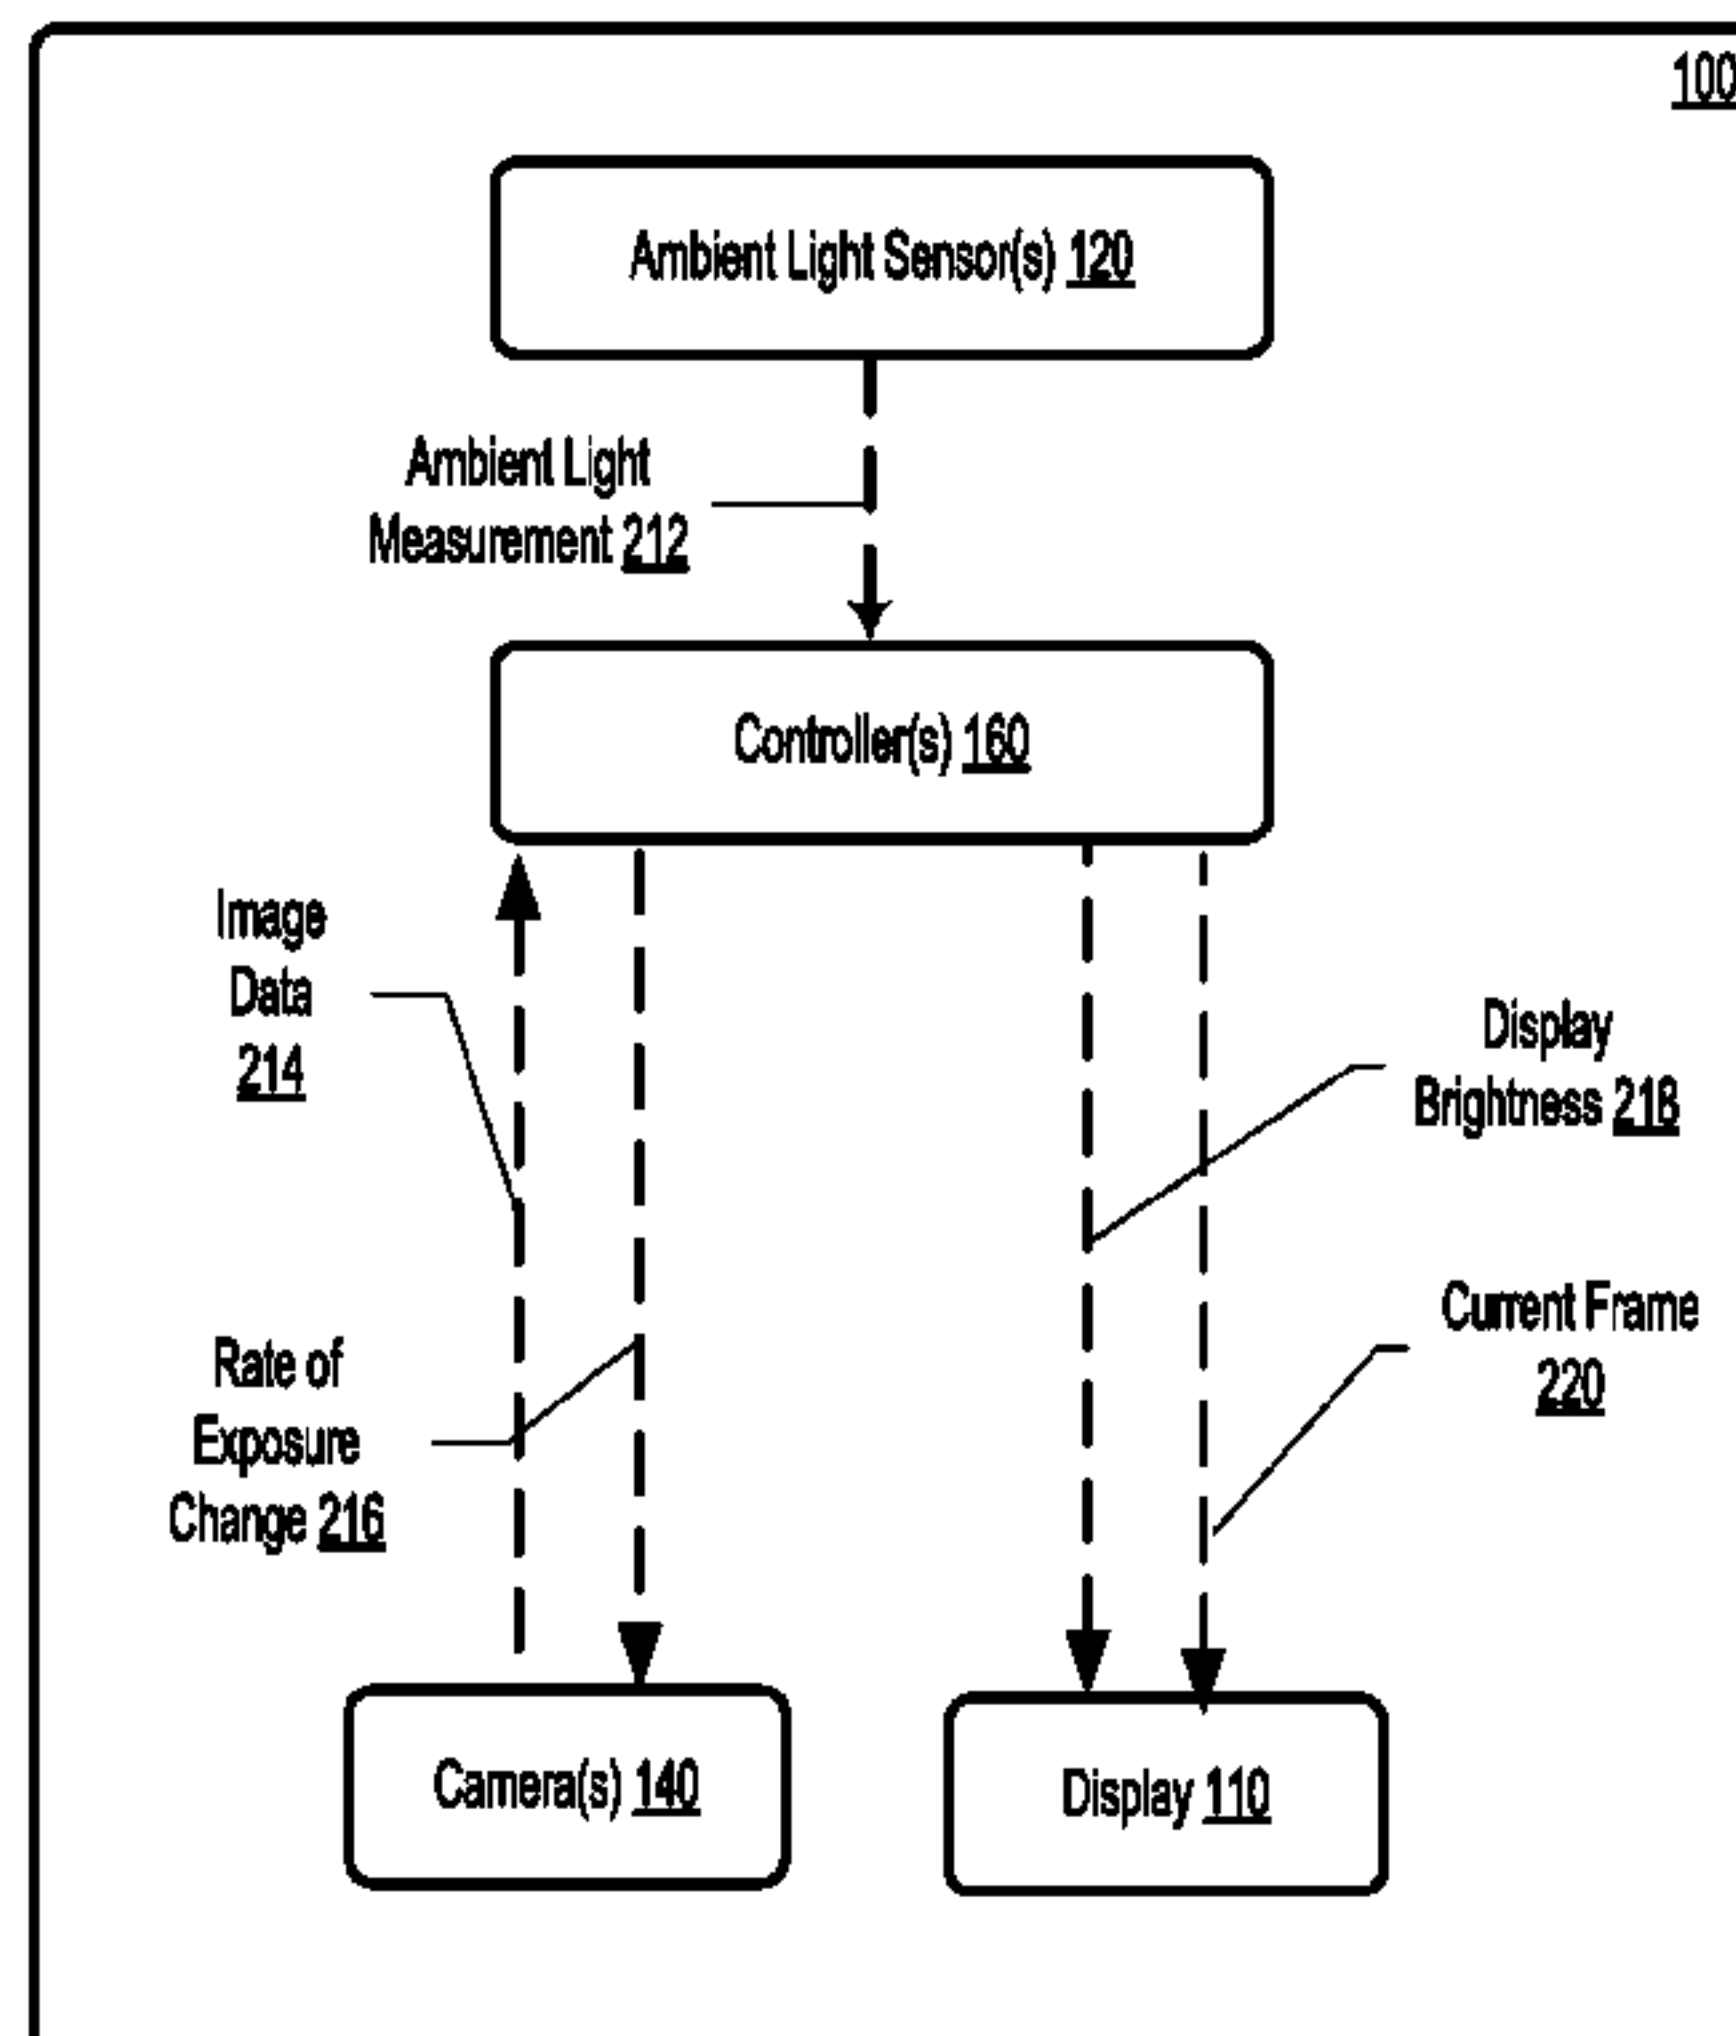 100
Ambient Light Sensor(s) 120
Ambient Light
Measurement 212
Controller(s) 160
Image
Data
214
Display
Brightness 218
Current Frame
220
Rate of
Exposure
Change 216
Camera(s) 140
Display 110